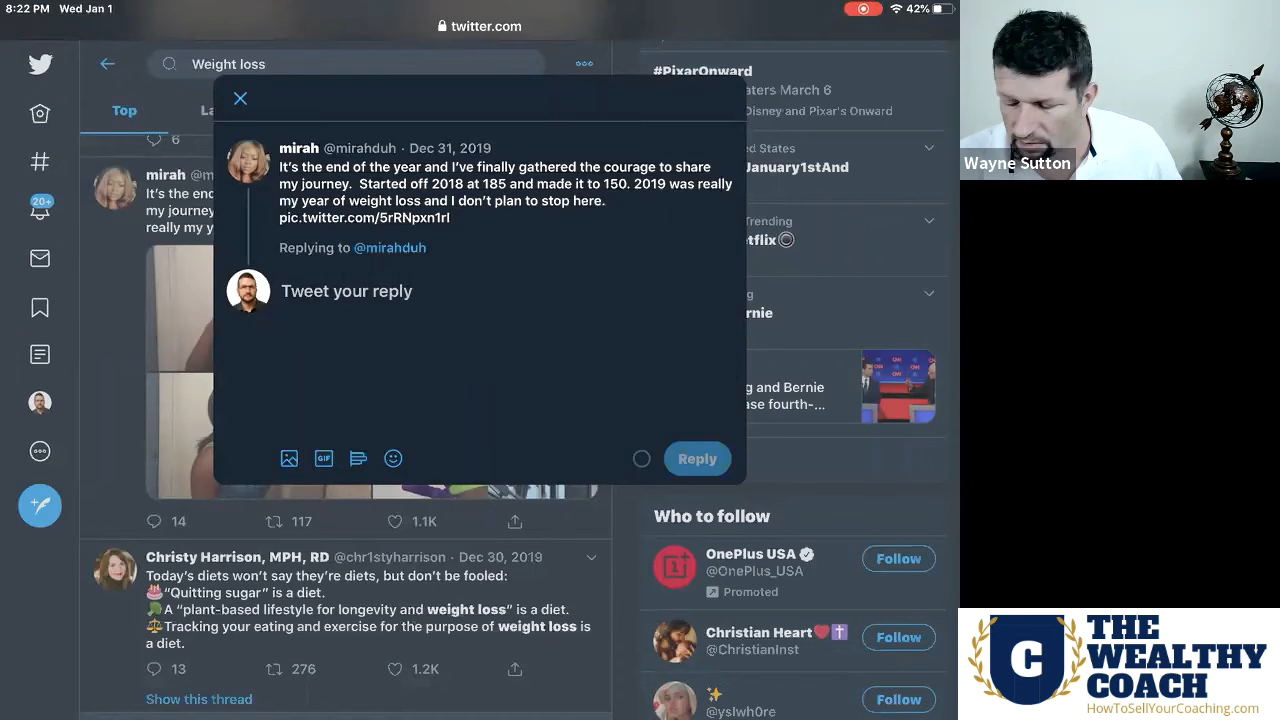 8:22 PM Wed Jan 1
42%
twitter.com
Weight loss
Top
La
6
mirah @m
It's the end
my journey
really my y
20+
mirah @mirahduh · Dec 31, 2019
It's the end of the year and I've finally gathered the courage to share
my journey. Started off 2018 at 185 and made it to 150. 2019 was really
my year of weight loss and I don't plan to stop here.
pic.twitter.com/5rRNpxn1rl
Replying to @mirahduh
Tweet your reply
GIF
Reply
14
117
1.1K
Christy Harrison, MPH, RD @chr1styharrison · Dec 30, 2019
Today's diets won't say they're diets, but don't be fooled:
"Quitting sugar" is a diet.
A "plant-based lifestyle for longevity and weight loss" is a diet.
Tracking your eating and exercise for the purpose of weight loss is
a diet.
13
276
1.2K
Show this thread
#PixarOnward
aters March 6
Disney and Pixar's Onward
ed States
January1stAnd
Trending
etflix
g
rnie
g and Bernie
ase fourth-...
CNN
Who to follow
OnePlus USA
@OnePlus_USA
Promoted
Follow
Christian Heart
@ChristianInst
Follow
@yslwh0re
Follow
Wayne Sutton
C
THE
WEALTHY
COACH
HowToSellYourCoaching.com